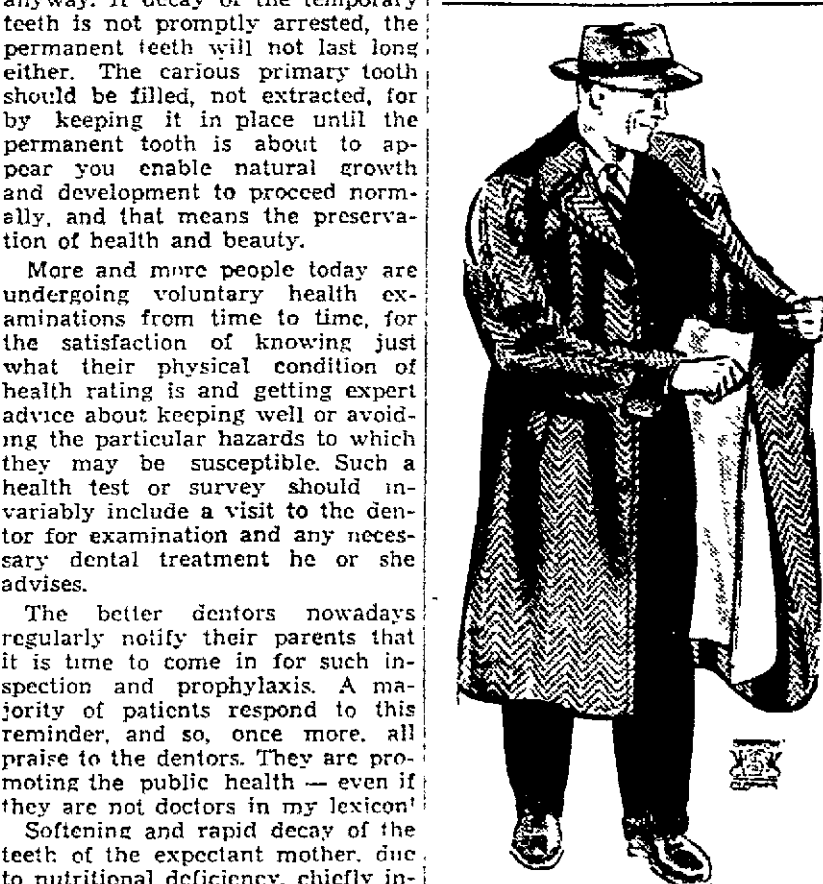 anyway. If decay of the temporary
teeth is not promptly arrested, the
permanent teeth will not last long
either. The carious primary tooth
should be filled, not extracted, for
by keeping it in place until the
permanent tooth is about to ap-
pear you enable natural growth
and development to proceed norm-
ally, and that means the preserva-
tion of health and beauty.
More and more people today are
undergoing voluntary health ex-
aminations from time to time, for
the satisfaction of knowing just
what their physical condition of
health rating is and getting expert
advice about keeping well or avoid-
ing the particular hazards to which
they may be susceptible. Such a
health test or survey should in-
variably include a visit to the den-
tor for examination and any neces-
sary dental treatment he or she
advises.
The better dentors nowadays
regularly notify their parents that
it is time to come in for such in-
spection and prophylaxis. A ma-
jority of patients respond to this
reminder, and so, once more, all
praise to the dentors. They are pro-
moting the public health — even if
they are not doctors in my lexicon!
Softening and rapid decay of the
teeth of the expectant mother, due
to nutritional deficiency, chiefly in-